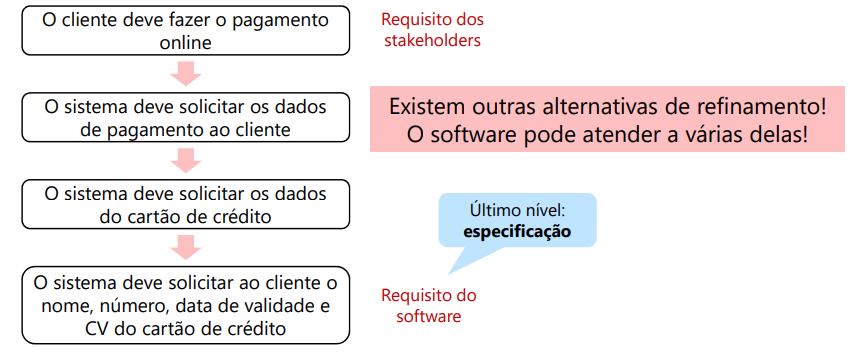 O cliente deve fazer o pagamento
online
Requisito dos
stakeholders
O sistema deve solicitar os dados
de pagamento ao cliente
Existem outras alternativas de refinamento!
O software pode atender a várias delas!
O sistema deve solicitar os dados
do cartão de crédito
Último nível:
especificação
O sistema deve solicitar ao cliente o
nome, número, data de validade e
CV do cartão de crédito
Requisito do
software